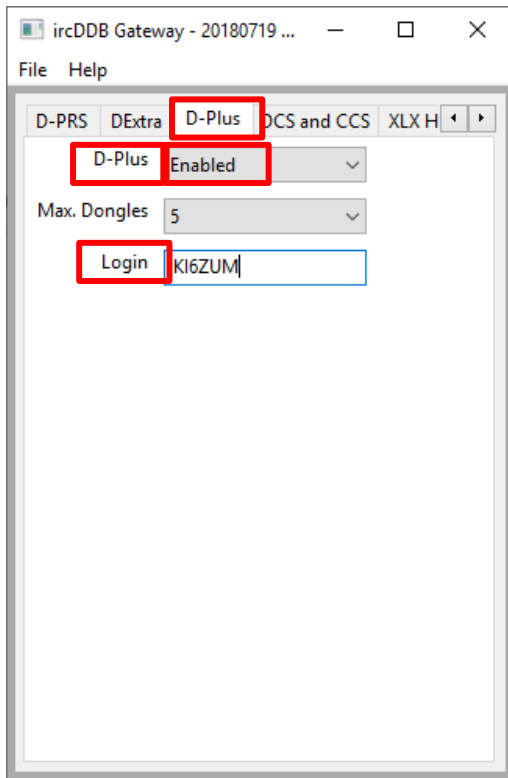 ircDDB Gateway - 20180719 ...
File Help
D-PRS DExtra D-Plus DCS and CCS XLX H
D-Plus Enabled
Max. Dongles 5
Login KI6ZUM